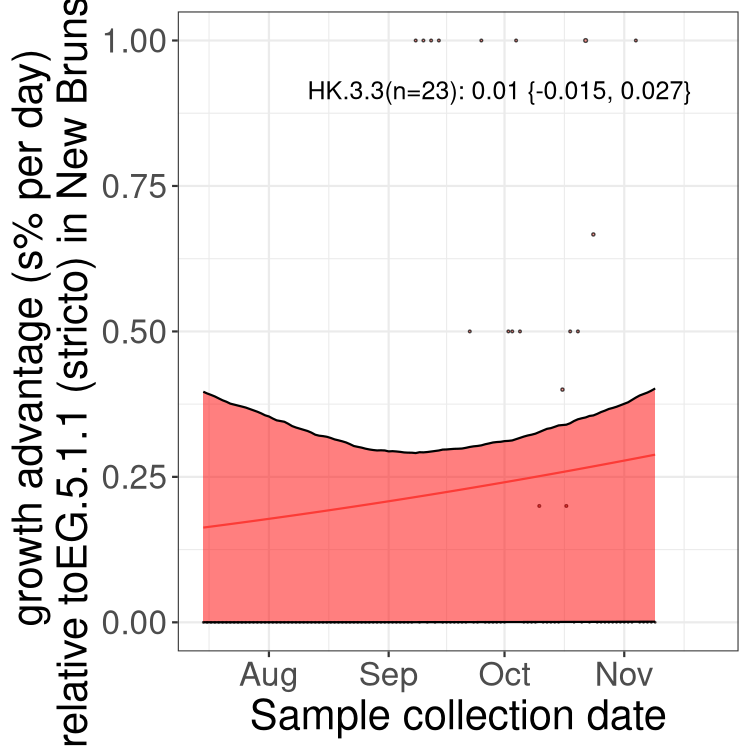 growth advantage (s% per day)
relative toEG.5.1.1 (stricto) in New Bruns
1.00
0.75
0.50
0.25
0.00
HK.3.3(n=23): 0.01 {-0.015, 0.027}
Aug Sep Oct Nov
Sample collection date